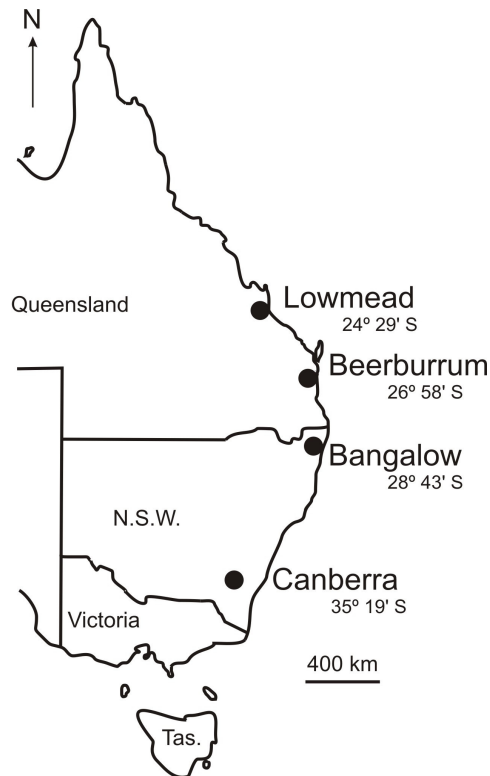 N
Queensland
Lowmead
24º 29' S
Beerburrum
26º 58' S
Bangalow
28º 43' S
N.S.W.
Canberra
35º 19' S
Victoria
400 km
Tas.